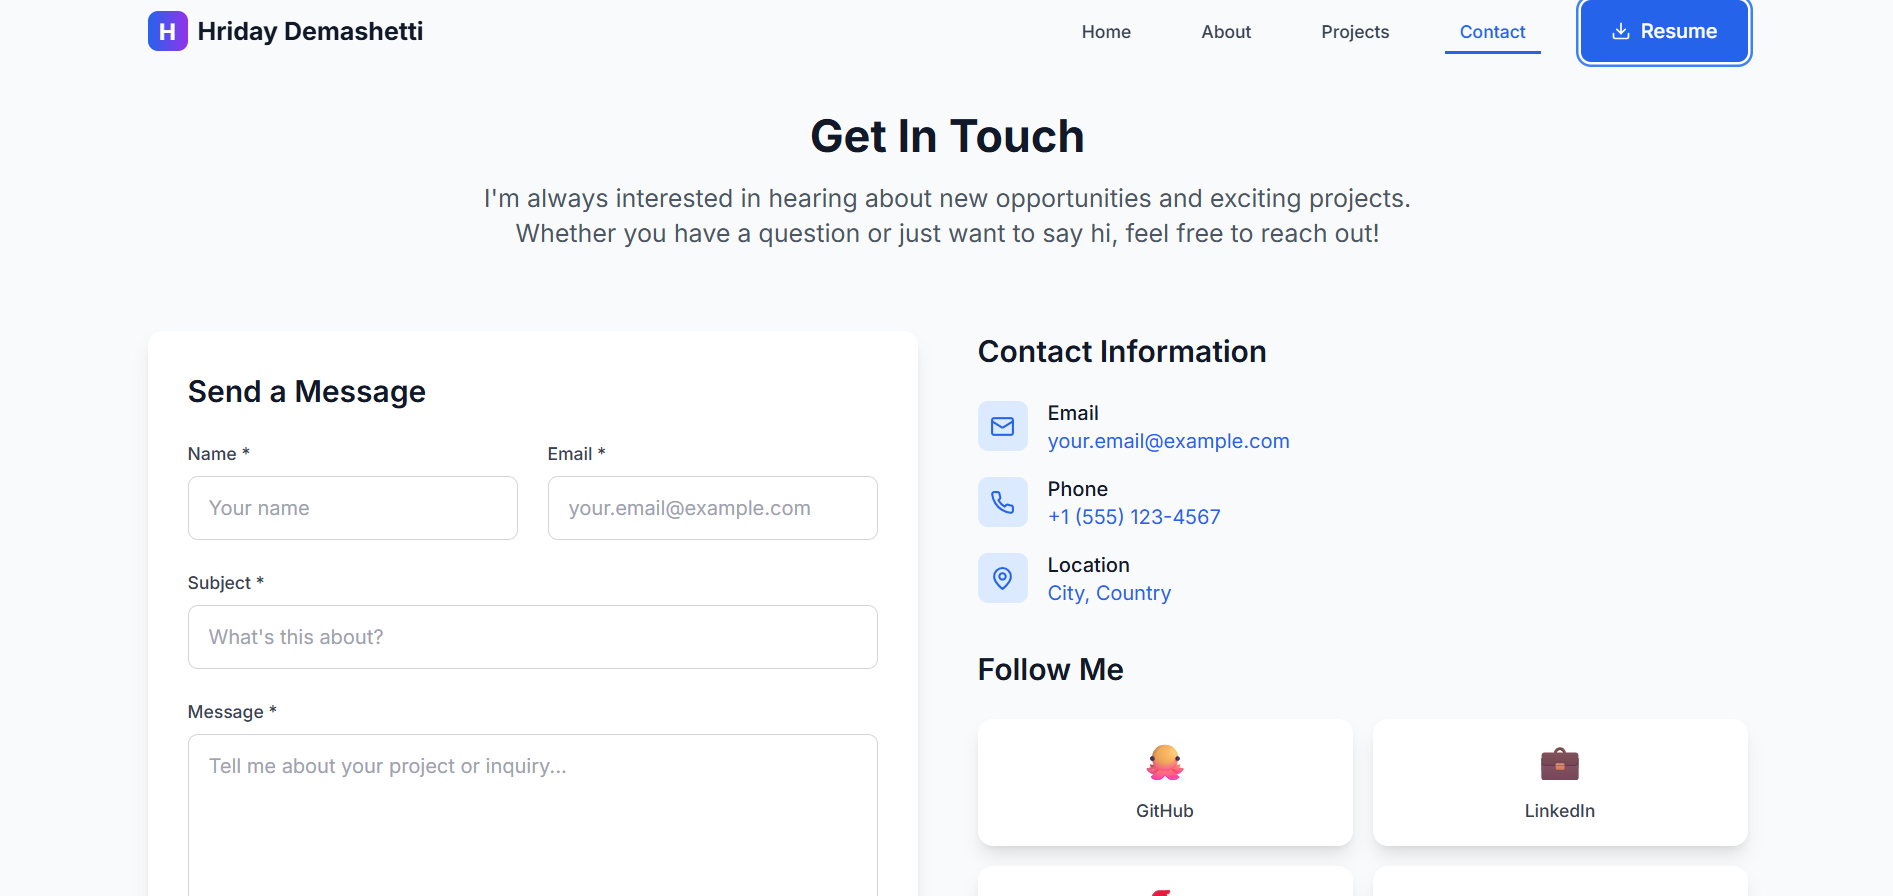 H Hriday Demashetti
Home About Projects Contact Resume
Get In Touch
I'm always interested in hearing about new opportunities and exciting projects.
Whether you have a question or just want to say hi, feel free to reach out!
Send a Message
Name *
Email *
Your name
your.email@example.com
Subject *
What's this about?
Message *
Tell me about your project or inquiry...
Contact Information
Email
your.email@example.com
Phone
+1 (555) 123-4567
Location
City, Country
Follow Me
GitHub
LinkedIn